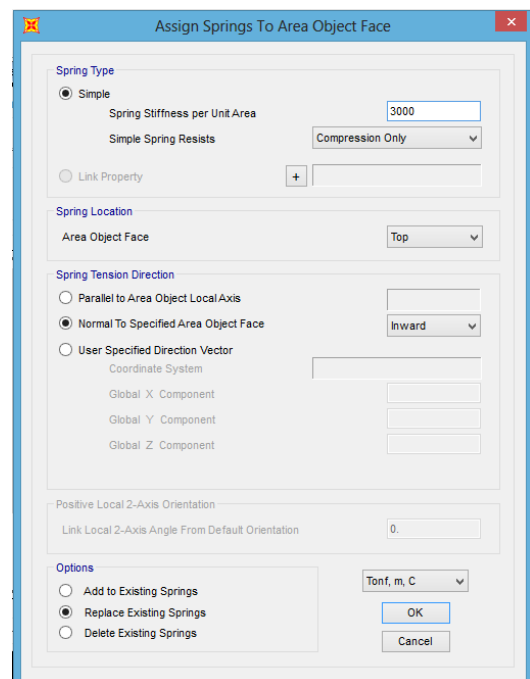 Assign Springs To Area Object Face
Spring Type
Simple
Spring Stiffness per Unit Area 3000
Simple Spring Resists Compression Only
Link Property +
Spring Location
Area Object Face Top
Spring Tension Direction
Parallel to Area Object Local Axis
Normal To Specified Area Object Face Inward
User Specified Direction Vector
Coordinate System
Global X Component
Global Y Component
Global Z Component
Positive Local 2-Axis Orientation
Link Local 2-Axis Angle From Default Orientation 0.
Options
Add to Existing Springs
Replace Existing Springs
Delete Existing Springs
Tonf, m, C
OK
Cancel